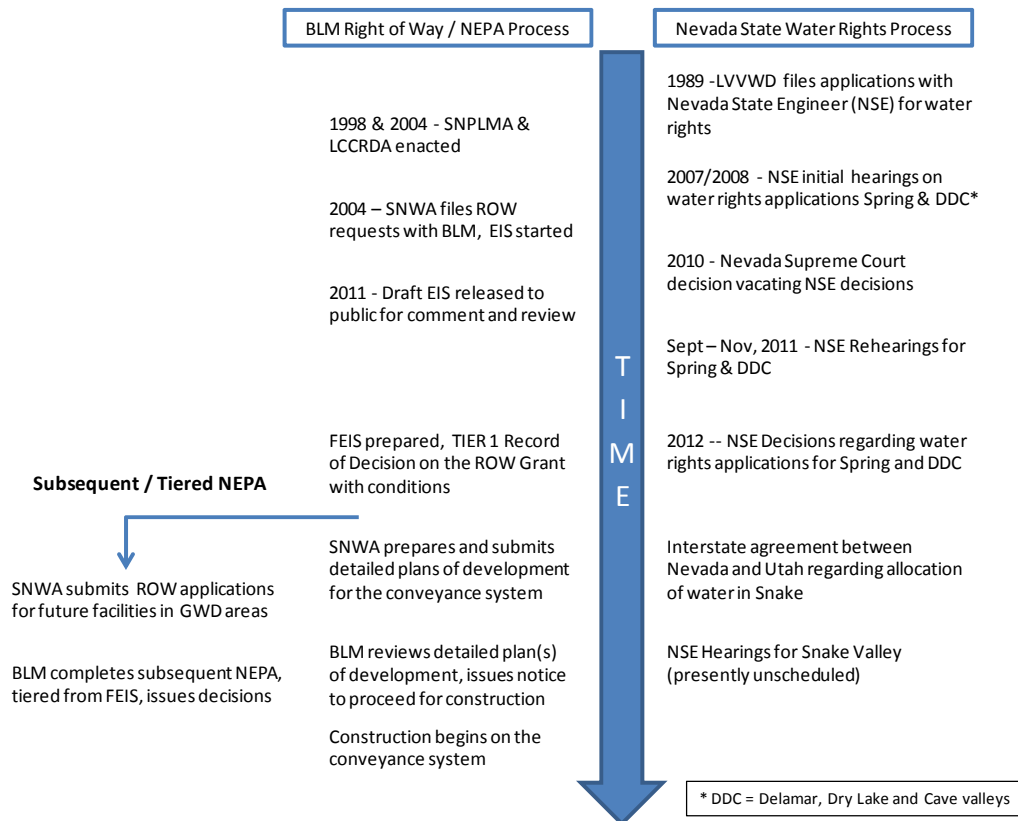 BLM Right of Way / NEPA Process
1998 & 2004 - SNPLMA &
LCCRDA enacted
2004 – SNWA files ROW
requests with BLM, EIS started
2011 - Draft EIS released to
public for comment and review
FEIS prepared, TIER 1 Record
of Decision on the ROW Grant
with conditions
SNWA prepares and submits
detailed plans of development
for the conveyance system
BLM reviews detailed plan(s)
of development, issues notice
to proceed for construction
Construction begins on the
conveyance system
Subsequent / Tiered NEPA
SNWA submits ROW applications
for future facilities in GWD areas
BLM completes subsequent NEPA,
tiered from FEIS, issues decisions
T
I
M
E
Nevada State Water Rights Process
1989 -LVVWD files applications with
Nevada State Engineer (NSE) for water
rights
2007/2008 - NSE initial hearings on
water rights applications Spring & DDC*
2010 - Nevada Supreme Court
decision vacating NSE decisions
Sept – Nov, 2011 - NSE Rehearings for
Spring & DDC
2012 -- NSE Decisions regarding water
rights applications for Spring and DDC
Interstate agreement between
Nevada and Utah regarding allocation
of water in Snake
NSE Hearings for Snake Valley
(presently unscheduled)
* DDC = Delamar, Dry Lake and Cave valleys